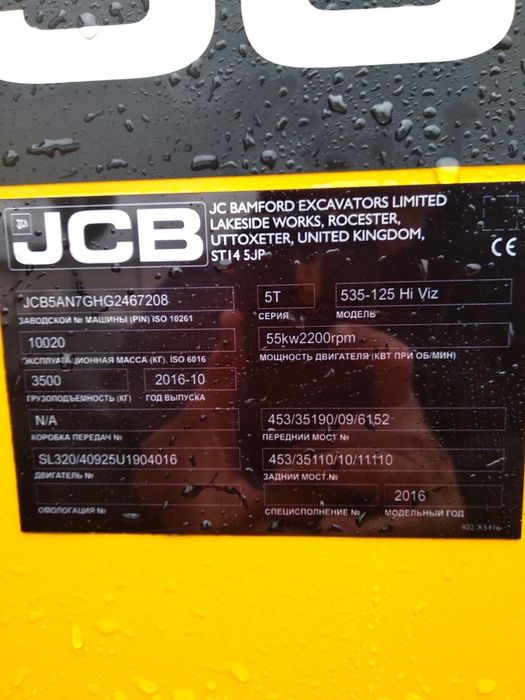 JCB
JC BAMFORD EXCAVATORS LIMITED
LAKESIDE WORKS, ROCESTER,
UTTOXETER, UNITED KINGDOM,
ST14 5JP
CE
JCB5AN7GHG2467208 5T 535-125 Hi Viz
ЗАВОДСКОЙ № МАШИНЫ (PIN) ISO 10261 СЕРИЯ МОДЕЛЬ
10020 55kw2200rpm
ЭКСПЛУАТАЦИОННАЯ МАССА (КГ), ISO 6016 МОЩНОСТЬ ДВИГАТЕЛЯ (КВТ ПРИ ОБ/МИН)
3500 2016-10
ГРУЗОПОДЪЕМНОСТЬ (КГ) ГОД ВЫПУСКА
N/A 453/35190/09/6152
КОРОБКА ПЕРЕДАЧ № ПЕРЕДНИЙ МОСТ №
SL320/40925U1904016 453/35110/10/11110
ДВИГАТЕЛЬ № ЗАДНИЙ МОСТ.№
2016
ОМОЛОГАЦИЯ № СПЕЦИСПОЛНЕНИЕ № МОДЕЛЬНЫЙ ГОД
402 X5416